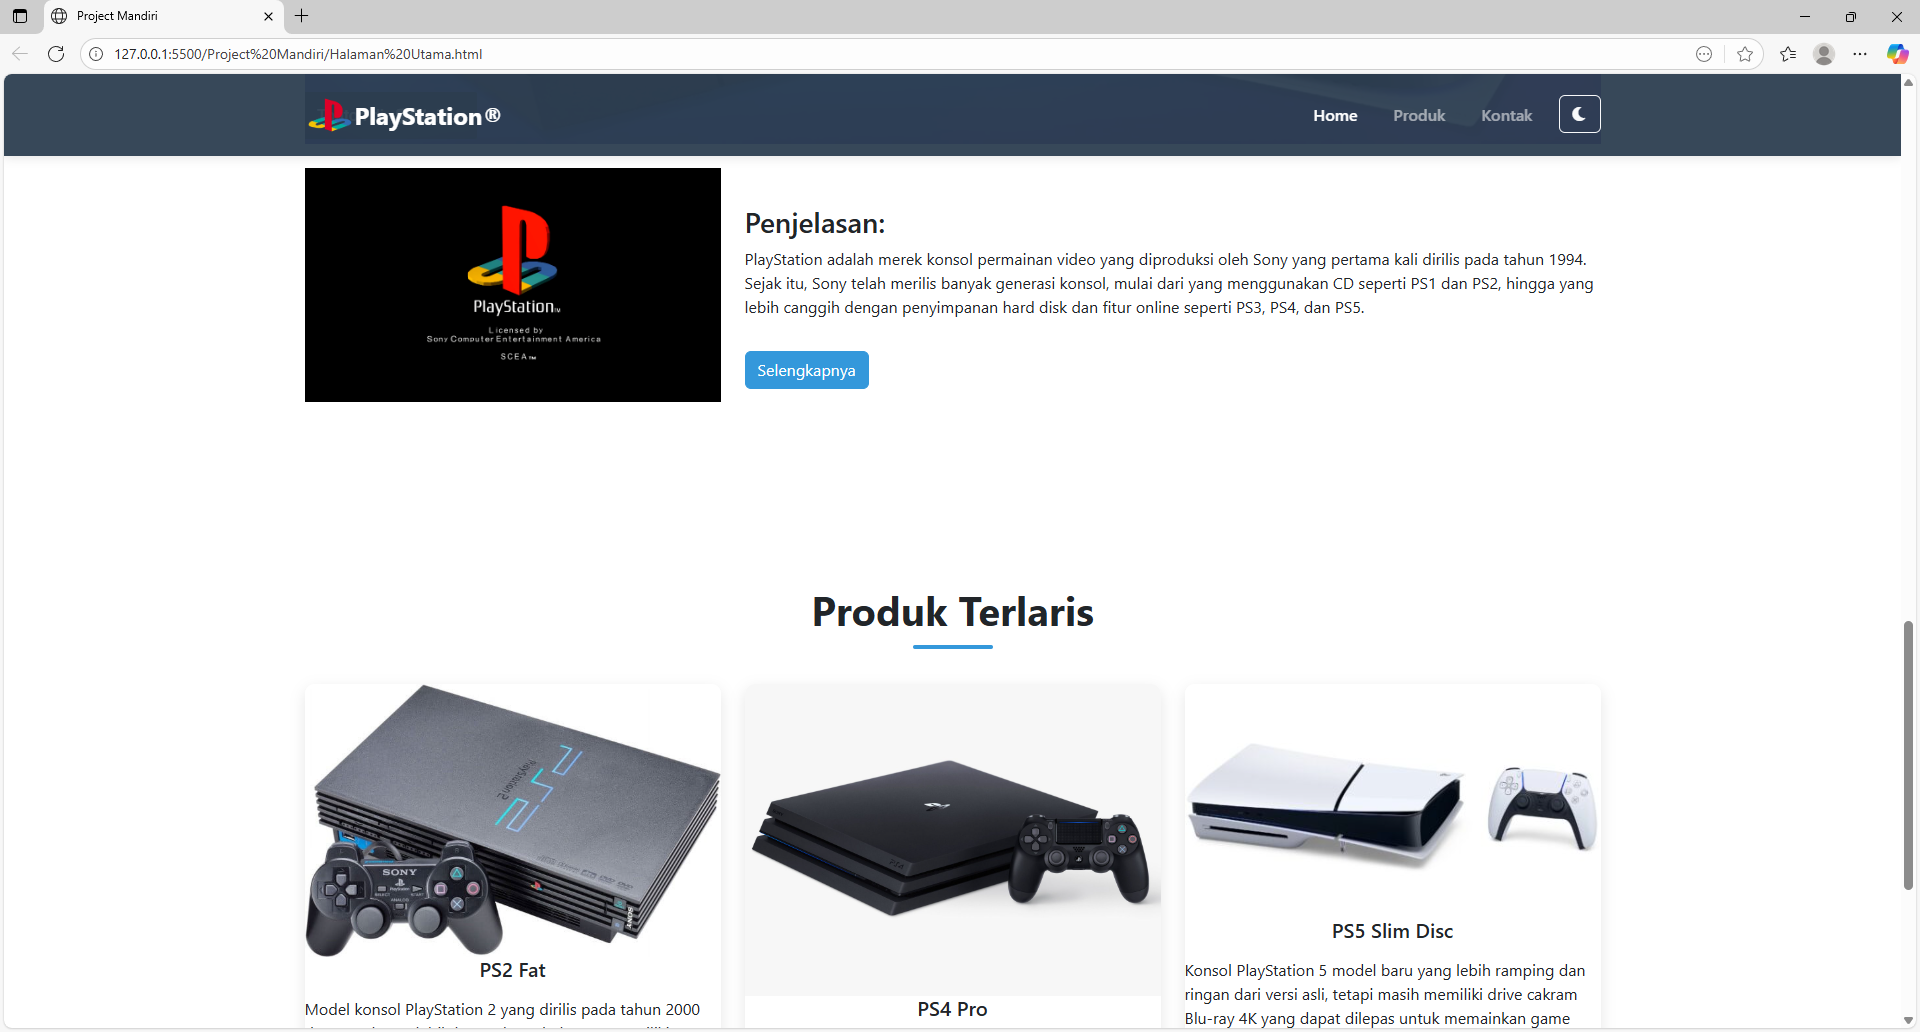 Project Mandiri
127.0.0.1:5500/Project%20Mandiri/Halaman%20Utama.html
PlayStation®
Home
Produk
Kontak
PlayStation™
Licensed by
Sony Computer Entertainment America
SCEA™
Penjelasan:
PlayStation adalah merek konsol permainan video yang diproduksi oleh Sony yang pertama kali dirilis pada tahun 1994.
Sejak itu, Sony telah merilis banyak generasi konsol, mulai dari yang menggunakan CD seperti PS1 dan PS2, hingga yang
lebih canggih dengan penyimpanan hard disk dan fitur online seperti PS3, PS4, dan PS5.
Selengkapnya
Produk Terlaris
PlayStation 2
SONY
PS2 Fat
Model konsol PlayStation 2 yang dirilis pada tahun 2000
PS4 Pro
PS5 Slim Disc
Konsol PlayStation 5 model baru yang lebih ramping dan
ringan dari versi asli, tetapi masih memiliki drive cakram
Blu-ray 4K yang dapat dilepas untuk memainkan game